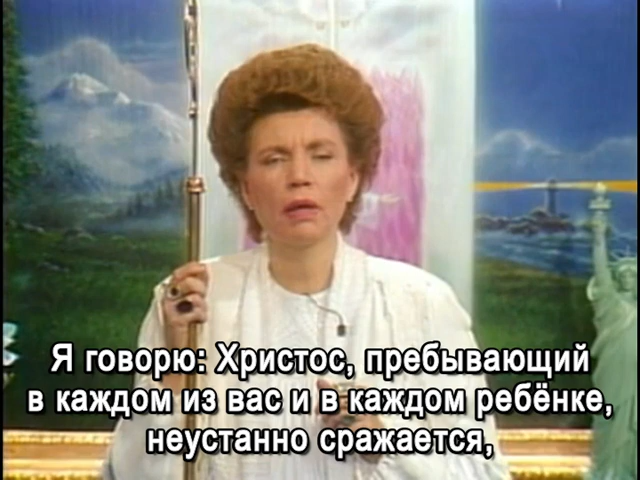 Я говорю: Христос, пребывающий
в каждом из вас и в каждом ребёнке,
неустанно сражается,